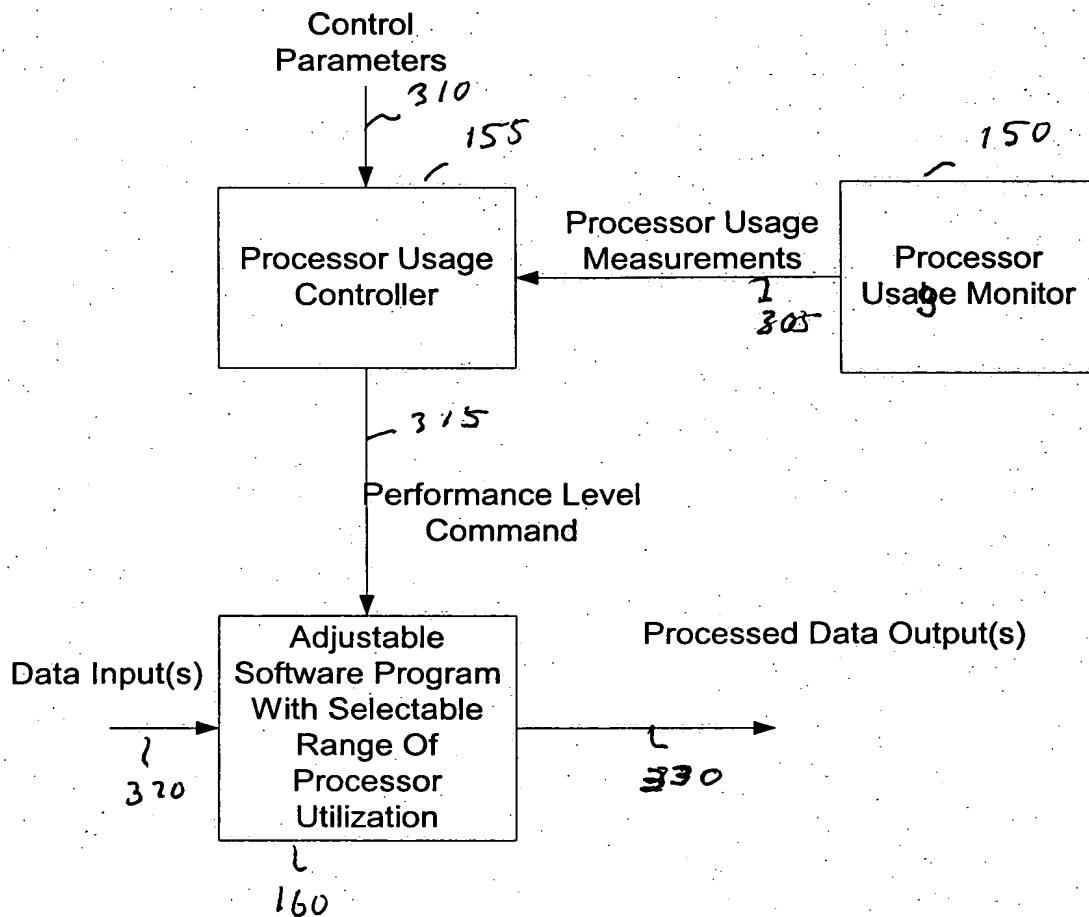 Control
Parameters
310
155
150
Processor Usage
Controller
Processor Usage
Measurements
305
Processor
Usage Monitor
315
Performance Level
Command
Data Input(s)
320
Adjustable
Software Program
With Selectable
Range Of
Processor
Utilization
Processed Data Output(s)
330
160